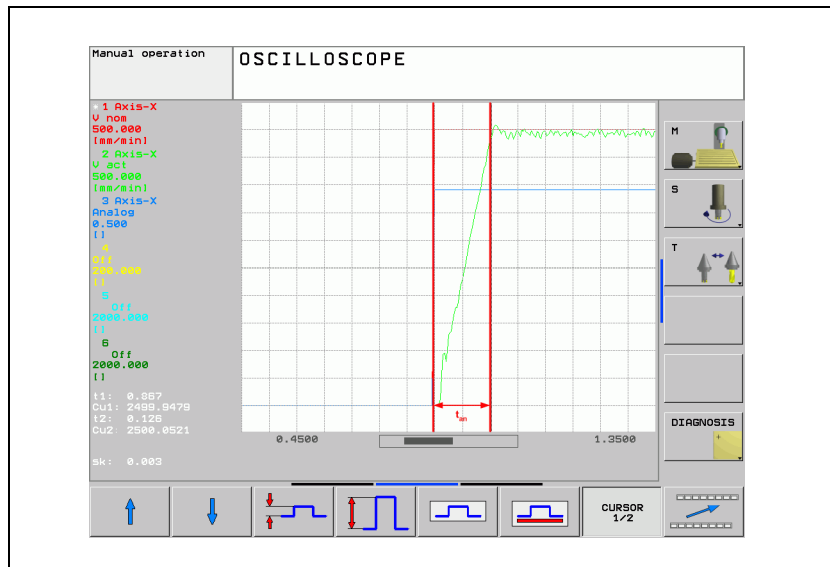 Manual operation
OSCILLOSCOPE
* 1 Axis-X
V nom
500.000
[mm/min]
2 Axis-X
V act
500.000
[mm/min]
3 Axis-X
Analog
0.500
[]
4
Off
200.000
[]
5
Off
2000.000
[]
6
Off
2000.000
[]
t1: 0.867
Cu1: 2499.9479
t2: 0.126
Cu2: 2500.0521
sk: 0.003
tan
0.4500
1.3500
M
S
T
DIAGNOSIS
CURSOR
1/2